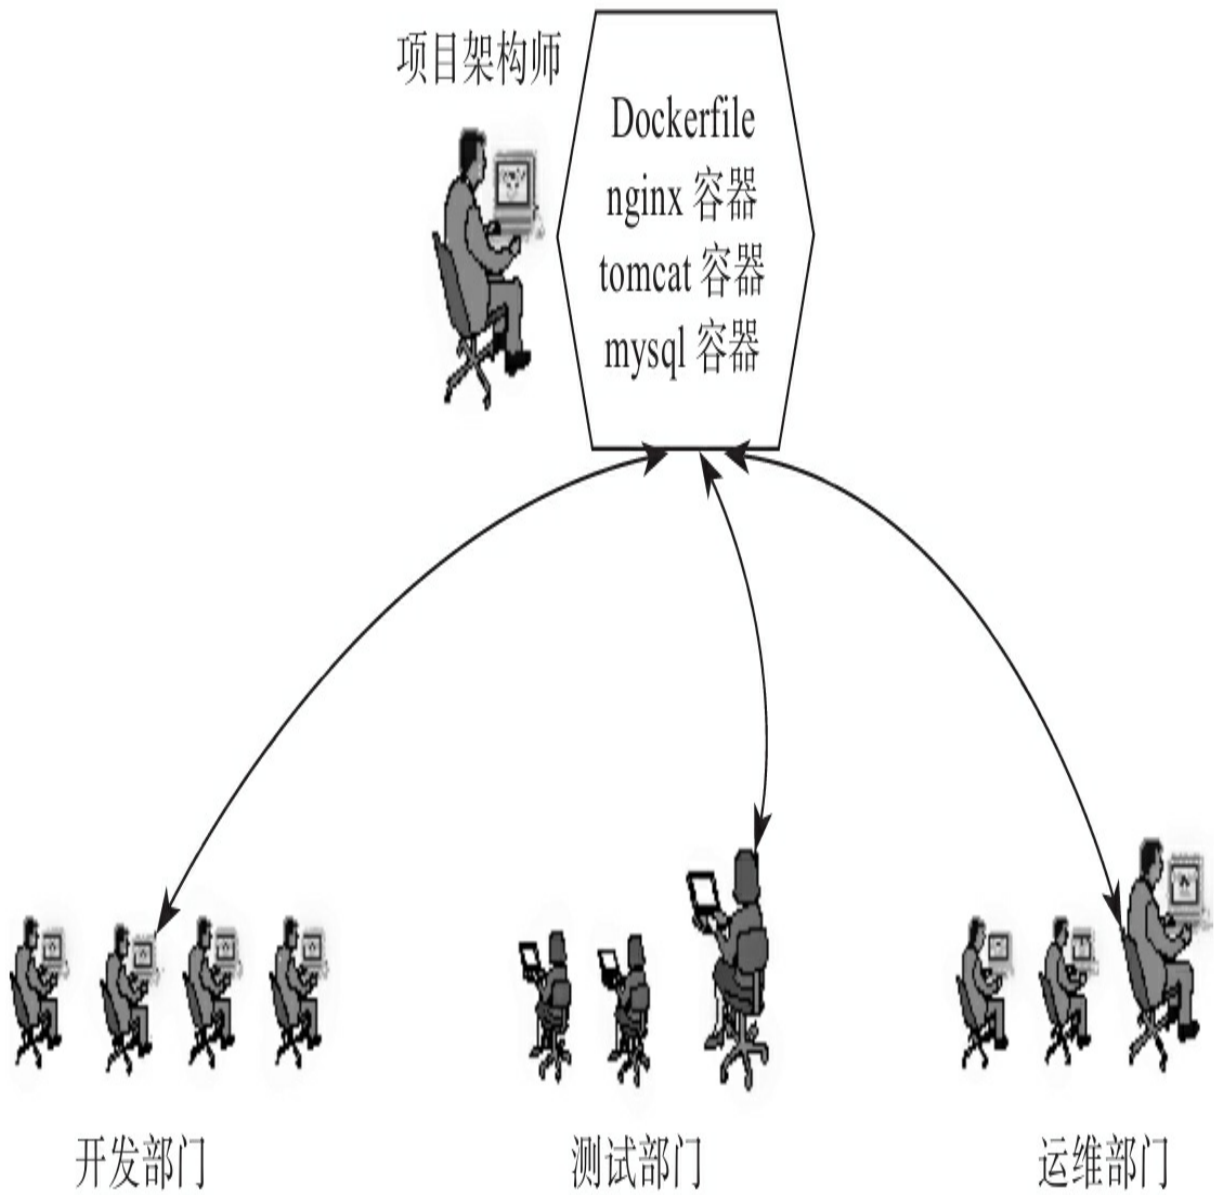 项目架构师
Dockerfile
nginx 容器
tomcat 容器
mysql 容器
开发部门
测试部门
运维部门